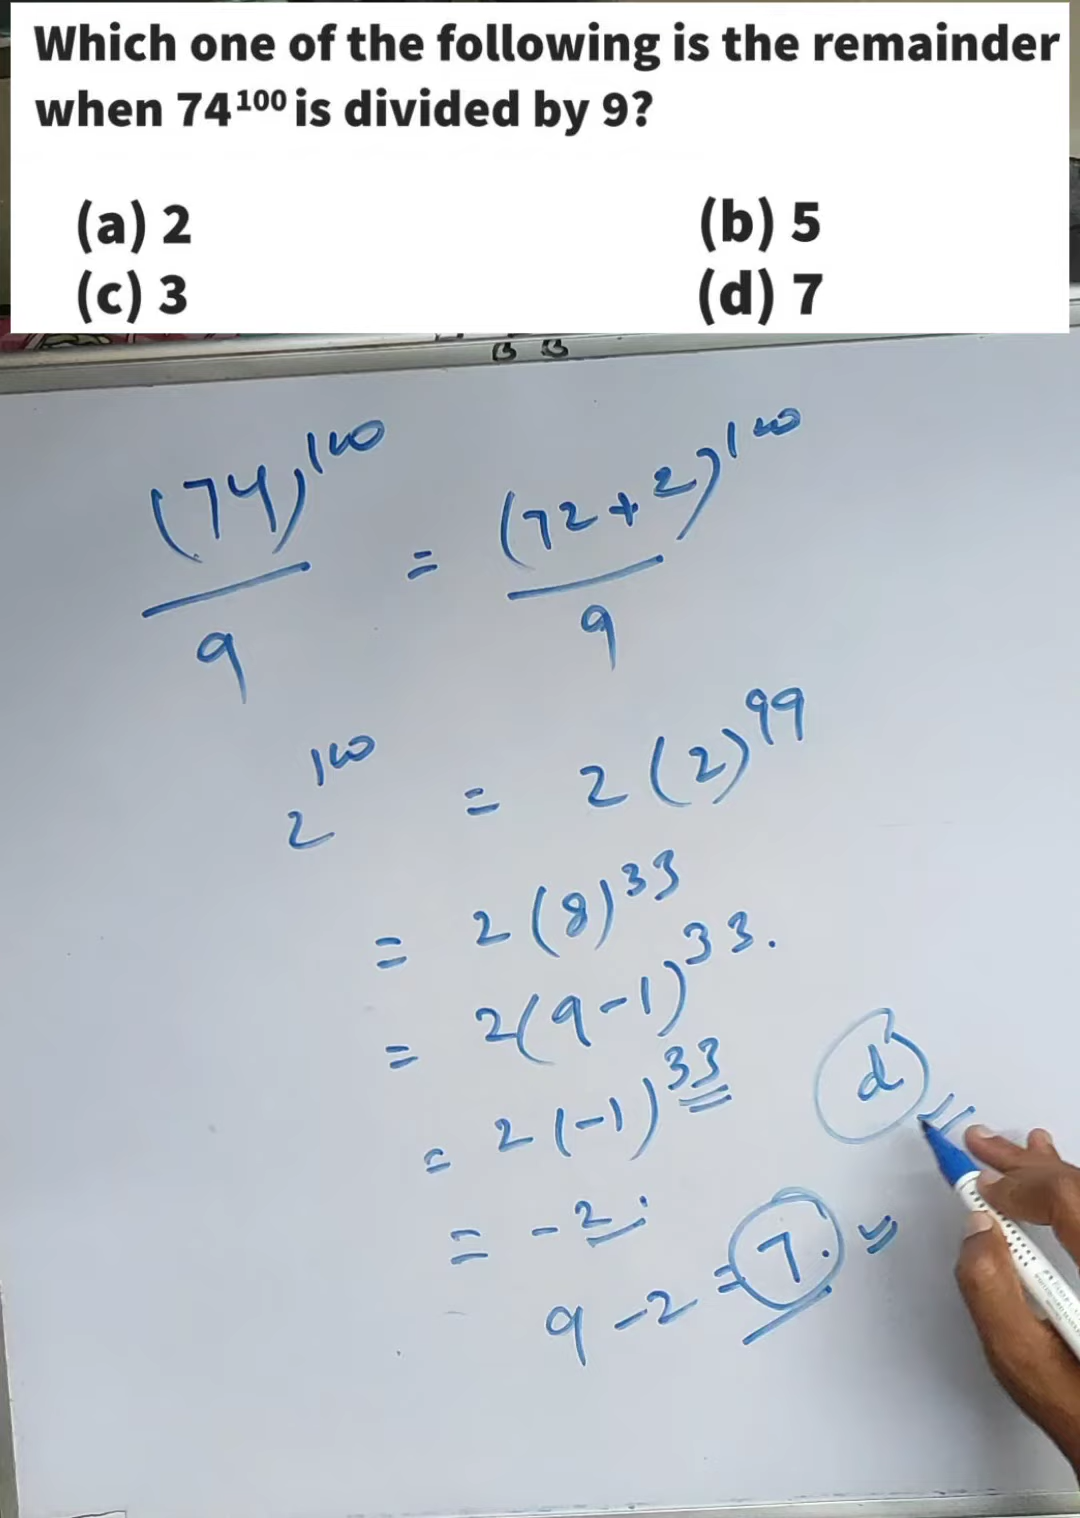 Which one of the following is the remainder
when 74¹⁰⁰ is divided by 9?
(a) 2 (b) 5
(c) 3 (d) 7
(74)¹⁰⁰ / 9 = (72+2)¹⁰⁰ / 9
2¹⁰⁰ = 2(2)⁹⁹
= 2(8)³³
= 2(9-1)³³.
= 2(-1)³³
d
= -2
9-2 = 7.